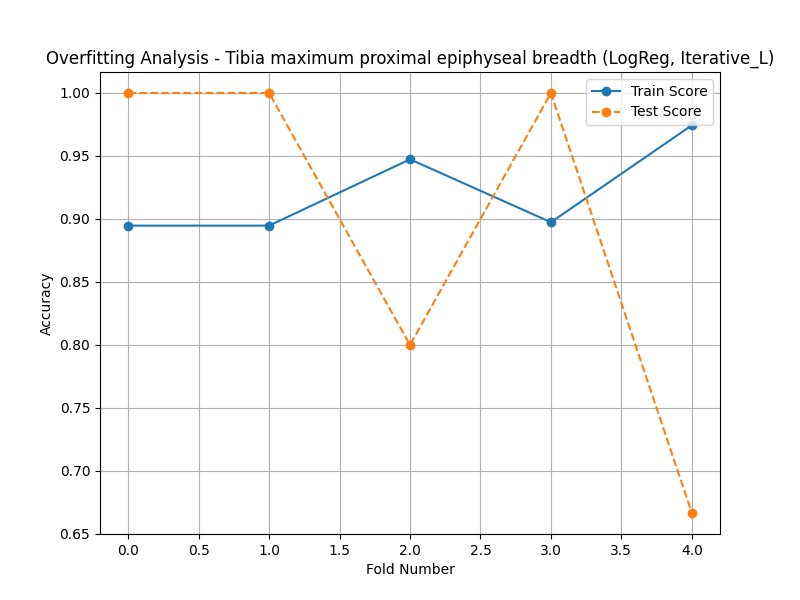 Overfitting Analysis - Tibia maximum proximal epiphyseal breadth (LogReg, Iterative_L)
Train Score
Test Score
1.00
0.95
0.90
0.85
0.80
0.75
0.70
0.65
Accuracy
0.0 0.5 1.0 1.5 2.0 2.5 3.0 3.5 4.0
Fold Number